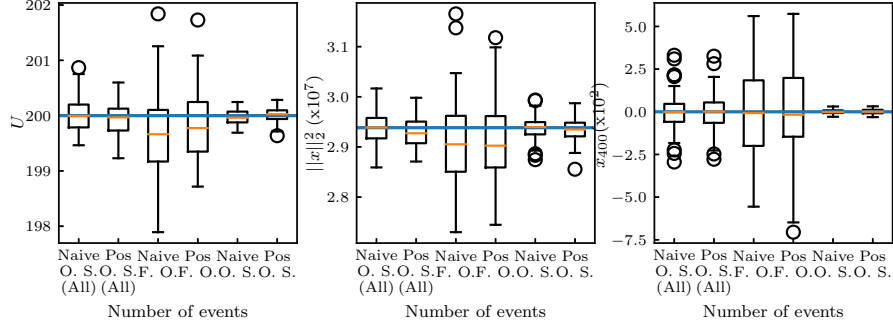 202
201
200
199
198
U
Naive Pos Naive Pos Naive Pos
O. S. O. S. F. O. F. O. O. S. O. S.
(All) (All)
Number of events
3.1
3.0
2.9
2.8
||x||²₂ (x10⁷)
Naive Pos Naive Pos Naive Pos
O. S. O. S. F. O. F. O. O. S. O. S.
(All) (All)
Number of events
5.0
2.5
0.0
−2.5
−5.0
−7.5
x₄₀₀(x10²)
Naive Pos Naive Pos Naive Pos
O. S. O. S. F. O. F. O. O. S. O. S.
(All) (All)
Number of events